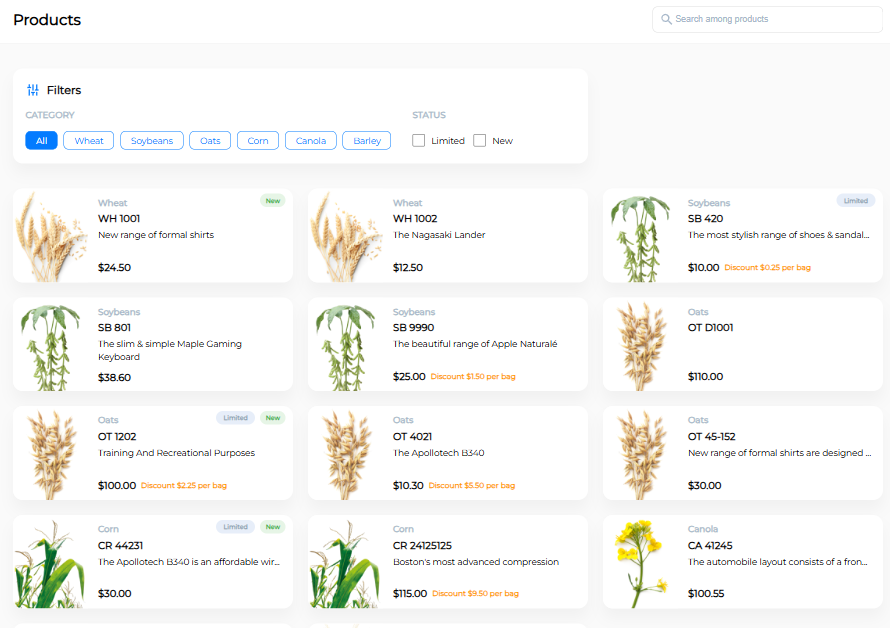 Products
Search among products
Filters
CATEGORY
STATUS
All Wheat Soybeans Oats Corn Canola Barley
Limited New
Wheat New
WH 1001
New range of formal shirts
$24.50
Wheat
WH 1002
The Nagasaki Lander
$12.50
Soybeans Limited
SB 420
The most stylish range of shoes & sandal...
$10.00 Discount $0.25 per bag
Soybeans
SB 801
The slim & simple Maple Gaming
Keyboard
$38.60
Soybeans
SB 9990
The beautiful range of Apple Naturalé
$25.00 Discount $1.50 per bag
Oats
OT D1001
$110.00
Oats Limited New
OT 1202
Training And Recreational Purposes
$100.00 Discount $2.25 per bag
Oats
OT 4021
The Apollotech B340
$10.30 Discount $5.50 per bag
Oats
OT 45-152
New range of formal shirts are designed ...
$30.00
Corn Limited New
CR 44231
The Apollotech B340 is an affordable wir...
$30.00
Corn
CR 24125125
Boston's most advanced compression
$115.00 Discount $9.50 per bag
Canola
CA 41245
The automobile layout consists of a fron...
$100.55